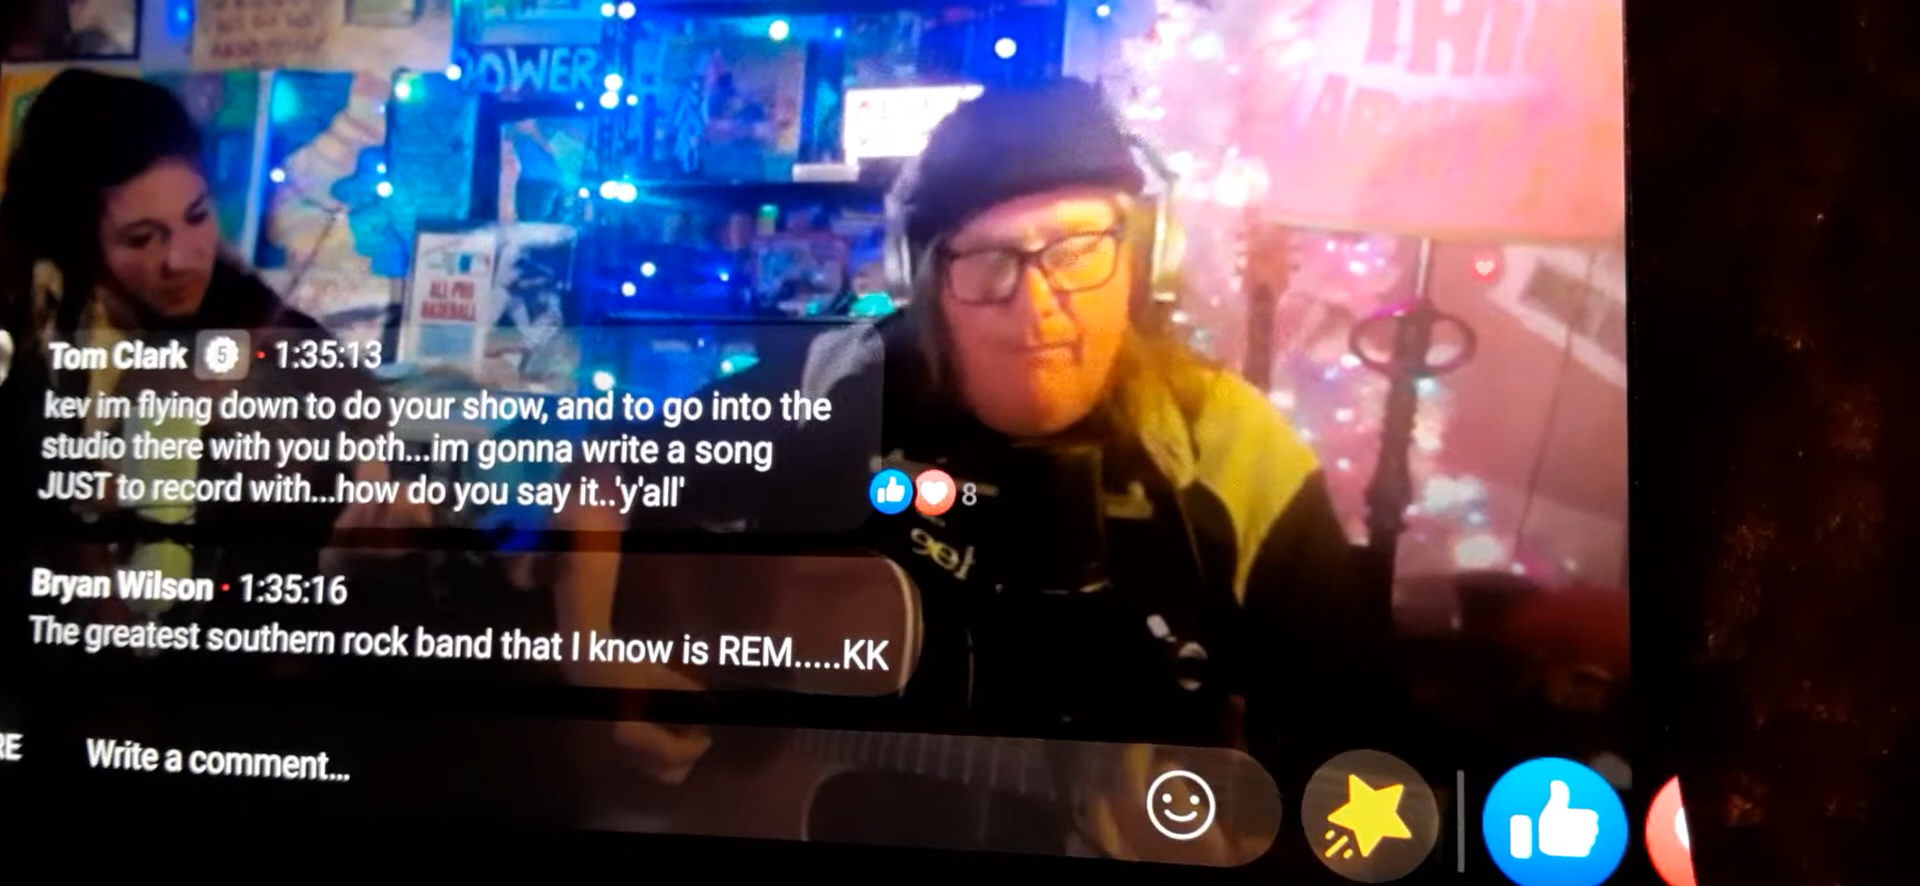 POWER
THIN
ALL-PRO
BASEBALL
Tom Clark 5 · 1:35:13
kev im flying down to do your show, and to go into the
studio there with you both...im gonna write a song
JUST to record with...how do you say it..'y'all'
8
Bryan Wilson · 1:35:16
The greatest southern rock band that I know is REM.....KK
RE
Write a comment...